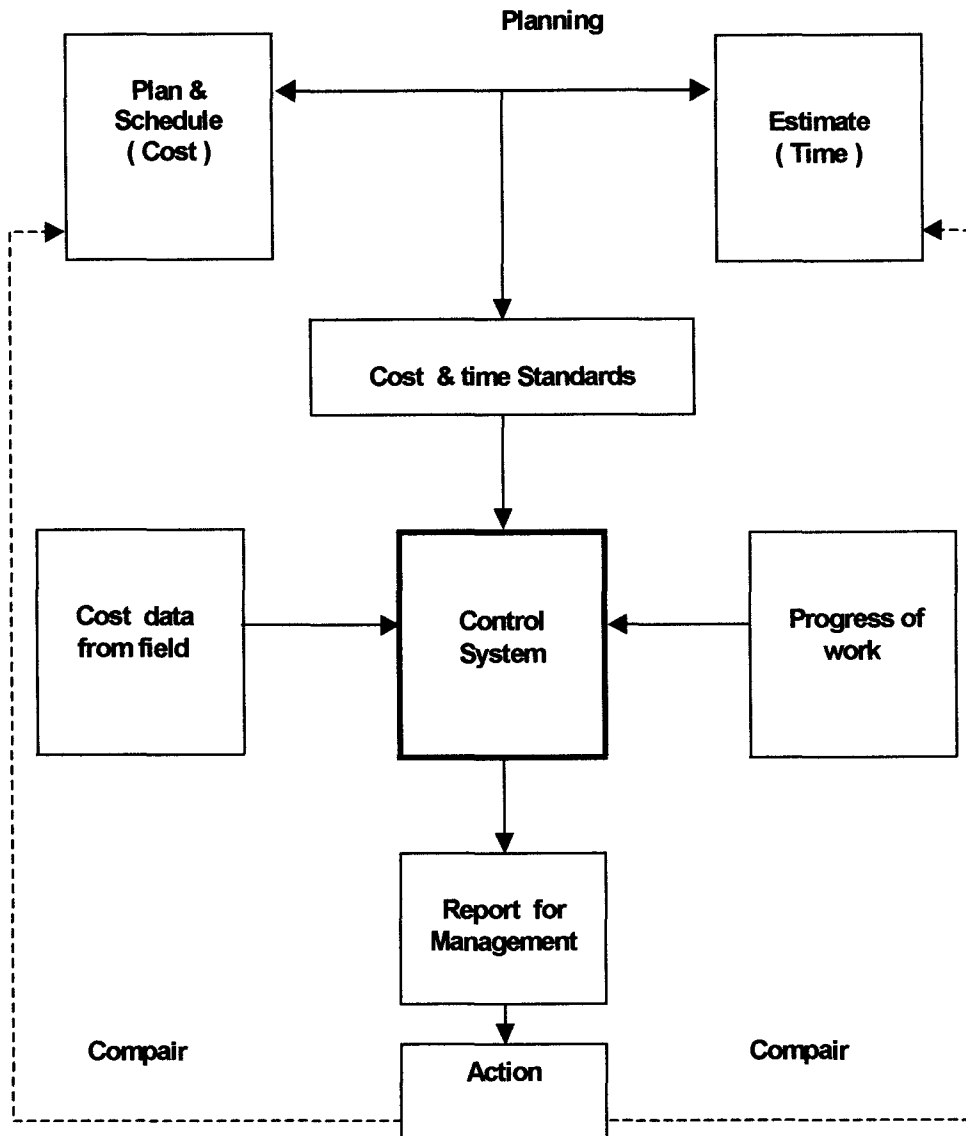 Planning
Plan &
Schedule
( Cost )
Estimate
( Time )
Cost & time Standards
Cost data
from field
Control
System
Progress of
work
Report for
Management
Compair
Action
Compair